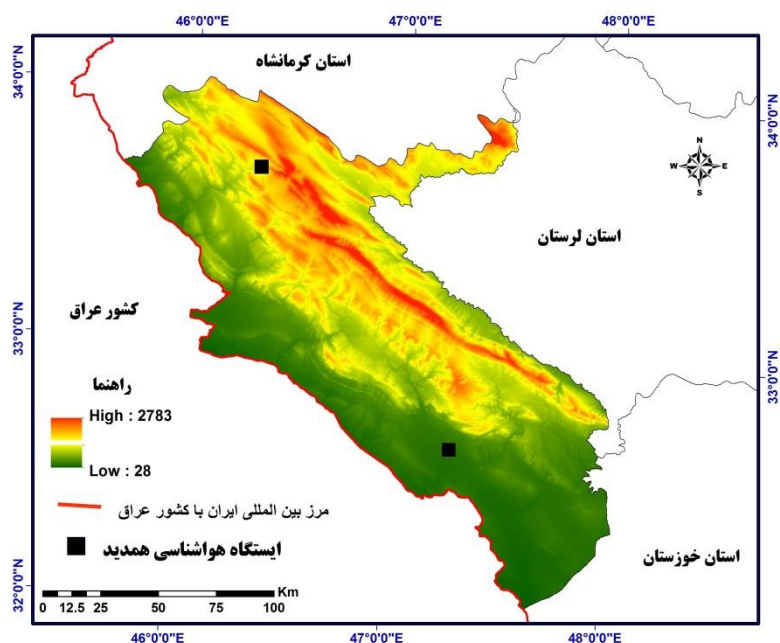 46°0'0"E 47°0'0"E 48°0'0"E
34°0'0"N
استان کرمانشاه
34°0'0"N
N
W E
S
استان لرستان
کشور عراق
33°0'0"N
33°0'0"N
راهنما
High : 2783
Low : 28
مرز بین المللی ایران با کشور عراق
ایستگاه هواشناسی همدید
استان خوزستان
Km
0 12.5 25 50 75 100
32°0'0"N
32°0'0"N
46°0'0"E 47°0'0"E 48°0'0"E